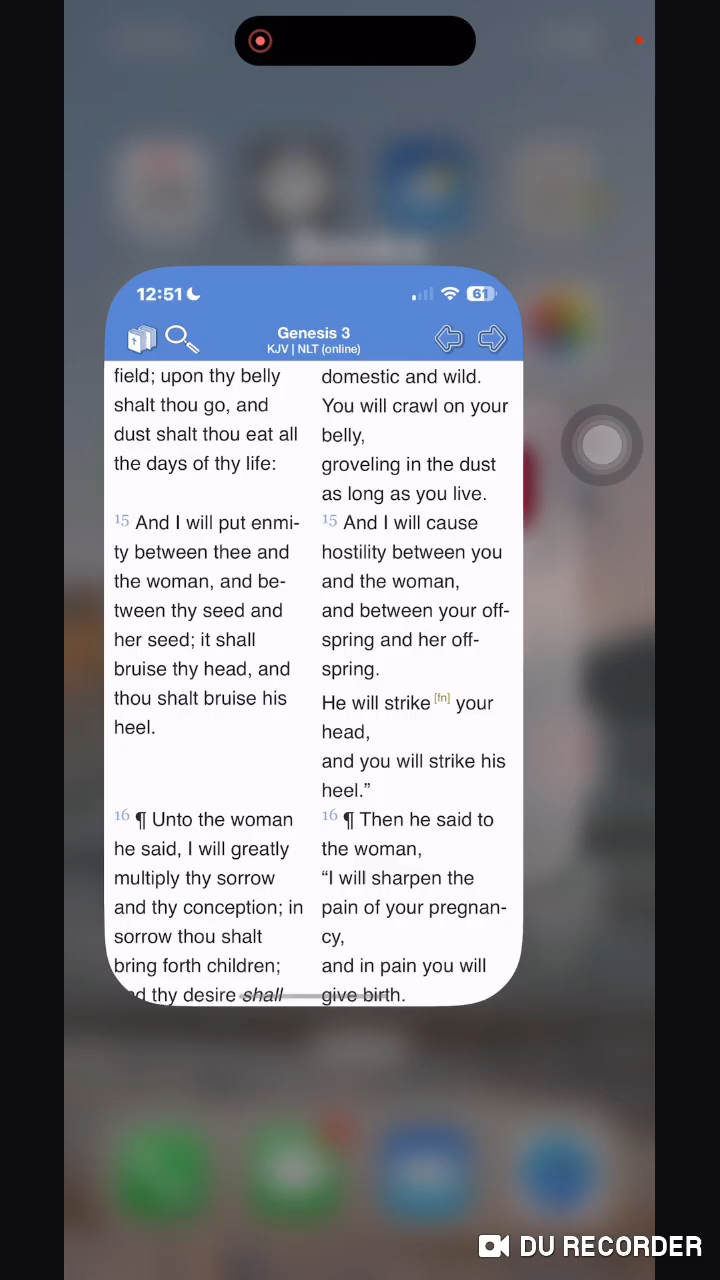 12:51
61
Genesis 3
KJV | NLT (online)
field; upon thy belly
shalt thou go, and
dust shalt thou eat all
the days of thy life:
15 And I will put enmi-
ty between thee and
the woman, and be-
tween thy seed and
her seed; it shall
bruise thy head, and
thou shalt bruise his
heel.
16 ¶ Unto the woman
he said, I will greatly
multiply thy sorrow
and thy conception; in
sorrow thou shalt
bring forth children;
thy desire shall
domestic and wild.
You will crawl on your
belly,
groveling in the dust
as long as you live.
15 And I will cause
hostility between you
and the woman,
and between your off-
spring and her off-
spring.
He will strike [fn] your
head,
and you will strike his
heel.”
16 ¶ Then he said to
the woman,
“I will sharpen the
pain of your pregnan-
cy,
and in pain you will
give birth.
DU RECORDER